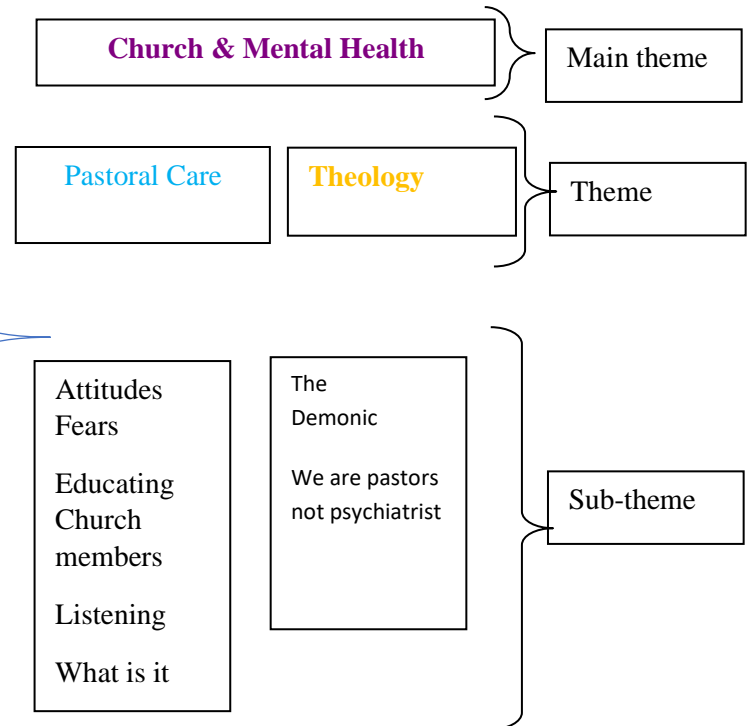 Church & Mental Health
Main theme
Pastoral Care
Theology
Theme
Attitudes
Fears
Educating
Church
members
Listening
What is it
The
Demonic
We are pastors
not psychiatrist
Sub-theme